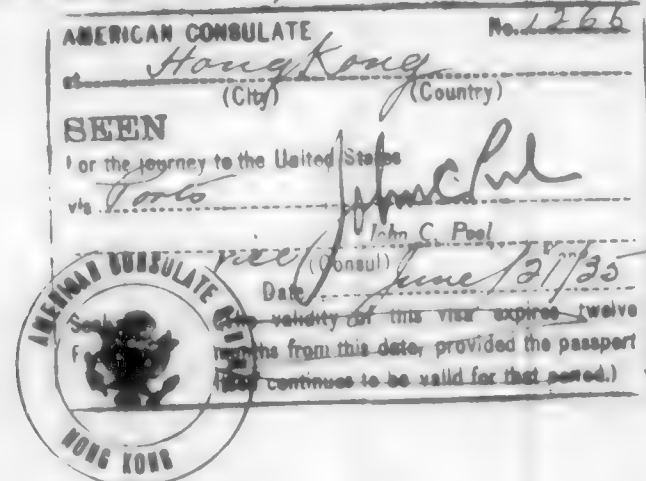 AMERICAN CONSULATE No. 1266
at Hong Kong
(City) (Country)
SEEN
For the journey to the United States
via Ports
John C. Pool
Vice (Consul)
Date June/21/25
Seal validity of this visa expires twelve
months from this date, provided the passport
continues to be valid for that period.)
AMERICAN CONSULATE
HONG KONG